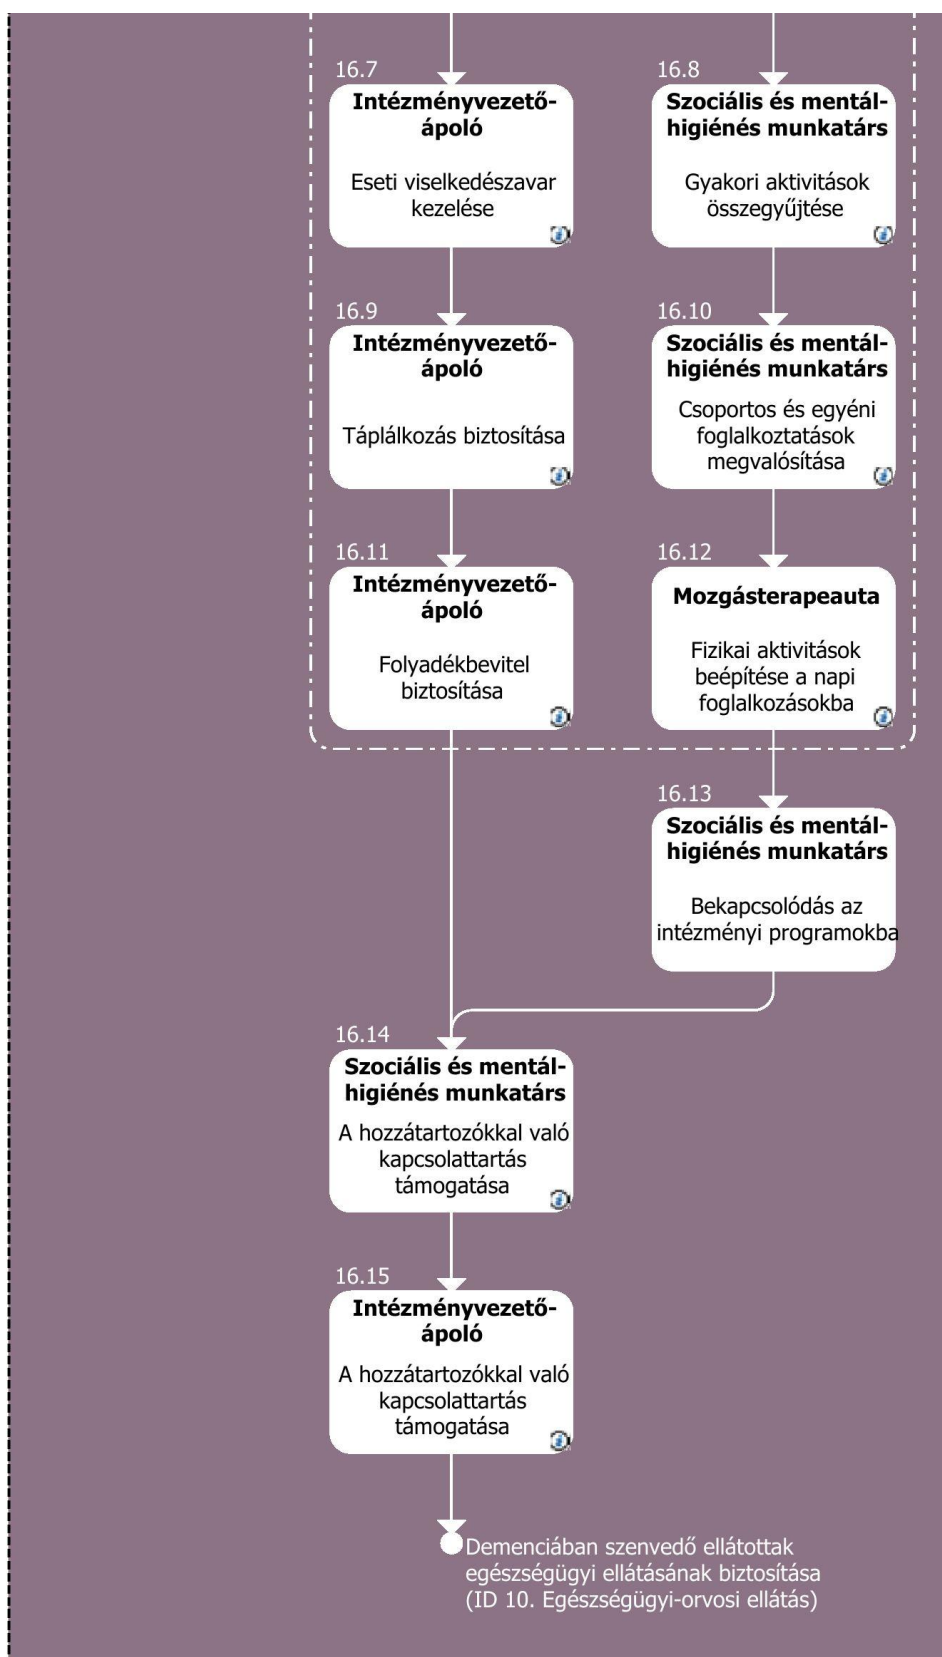 16.7
Intézményvezető-
ápoló
Eseti viselkedészavar
kezelése
16.8
Szociális és mentál-
higiénés munkatárs
Gyakori aktivitások
összegyűjtése
16.9
Intézményvezető-
ápoló
Táplálkozás biztosítása
16.10
Szociális és mentál-
higiénés munkatárs
Csoportos és egyéni
foglalkoztatások
megvalósítása
16.11
Intézményvezető-
ápoló
Folyadékbevitel
biztosítása
16.12
Mozgásterapeuta
Fizikai aktivitások
beépítése a napi
foglalkozásokba
16.13
Szociális és mentál-
higiénés munkatárs
Bekapcsolódás az
intézményi programokba
16.14
Szociális és mentál-
higiénés munkatárs
A hozzátartozókkal való
kapcsolattartás
támogatása
16.15
Intézményvezető-
ápoló
A hozzátartozókkal való
kapcsolattartás
támogatása
Demenciában szenvedő ellátottak
egészségügyi ellátásának biztosítása
(ID 10. Egészségügyi-orvosi ellátás)